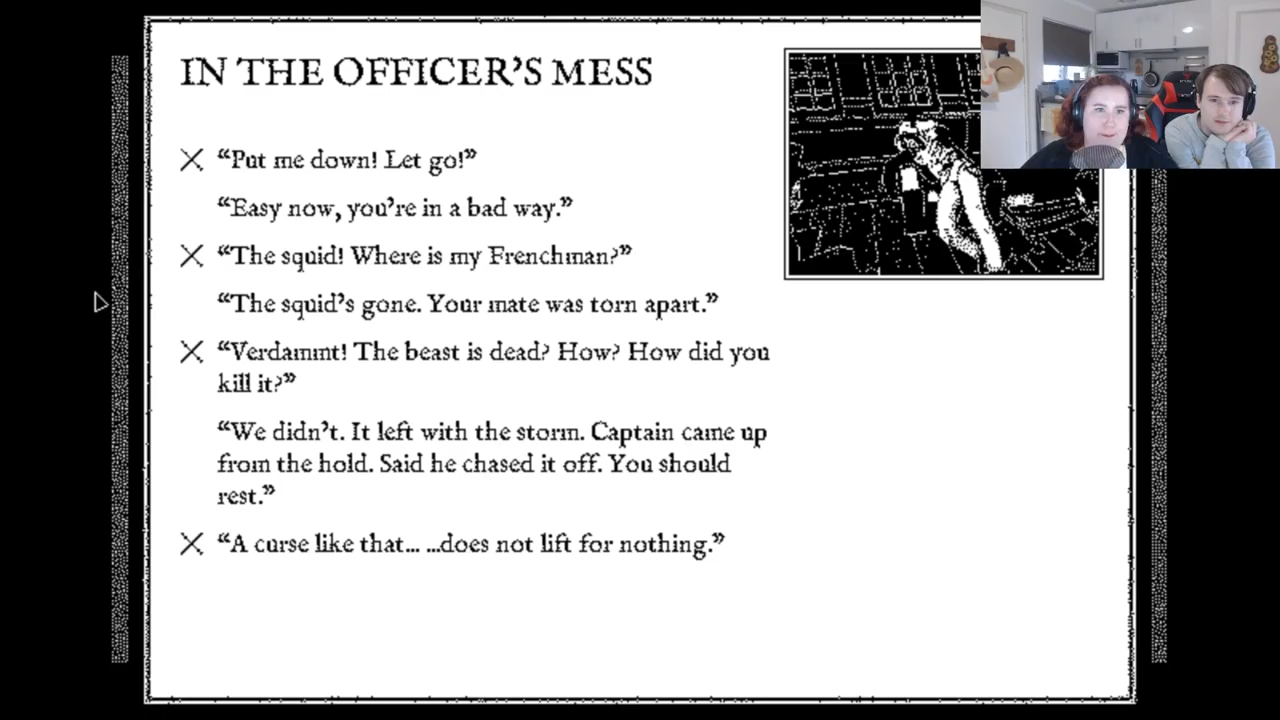 IN THE OFFICER'S MESS
“Put me down! Let go!”
“Easy now, you're in a bad way.”
“The squid! Where is my Frenchman?”
“The squid's gone. Your mate was torn apart.”
“Verdammt! The beast is dead? How? How did you
kill it?”
“We didn't. It left with the storm. Captain came up
from the hold. Said he chased it off. You should
rest.”
“A curse like that... ...does not lift for nothing.”